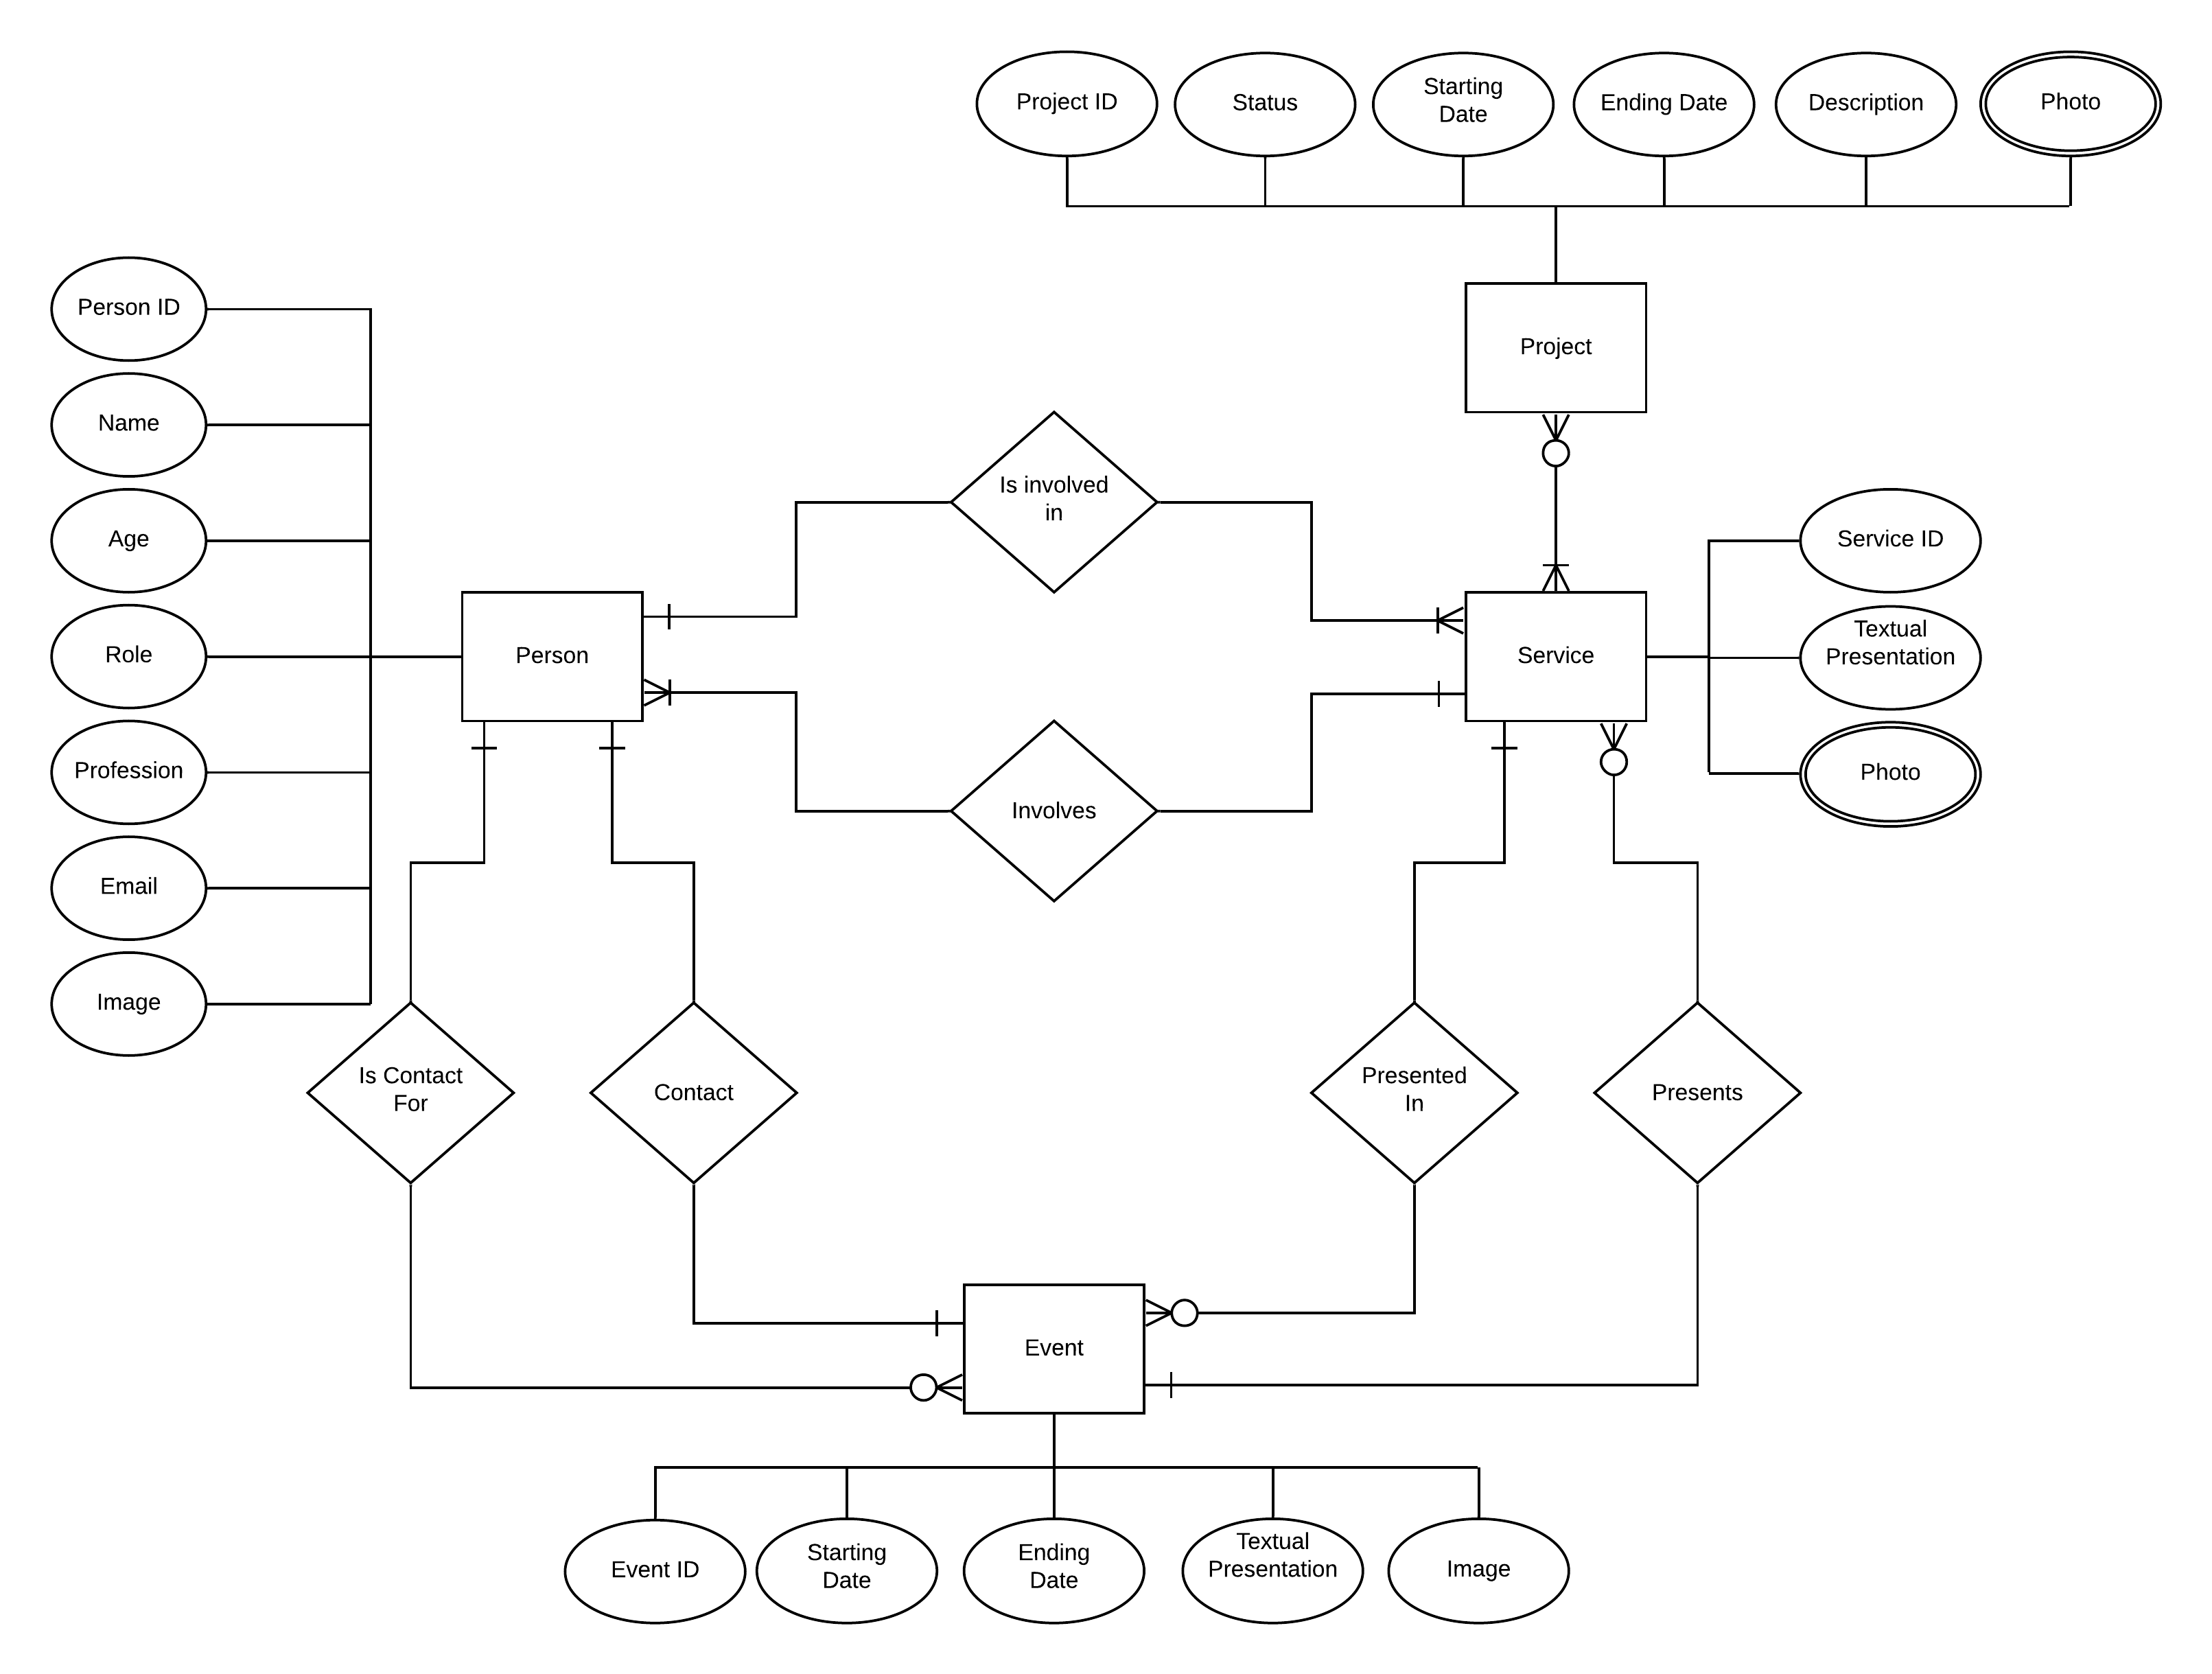 Project ID
Status
Starting
Date
Ending Date
Description
Photo
Person ID
Name
Age
Role
Profession
Email
Image
Project
Is involved
in
Person
Service
Service ID
Textual
Presentation
Photo
Involves
Is Contact
For
Contact
Presented
In
Presents
Event
Event ID
Starting
Date
Ending
Date
Textual
Presentation
Image